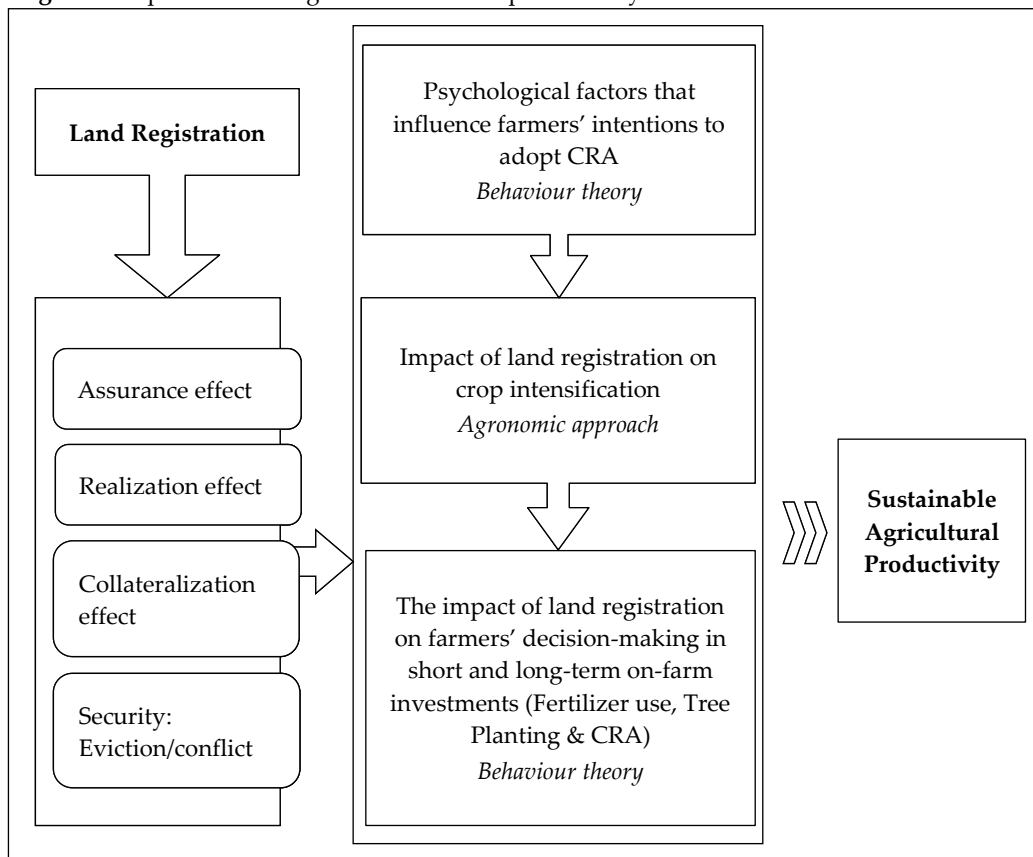 Land Registration
Assurance effect
Realization effect
Collateralization
effect
Security:
Eviction/conflict
Psychological factors that
influence farmers’ intentions to
adopt CRA
Behaviour theory
Impact of land registration on
crop intensification
Agronomic approach
The impact of land registration
on farmers’ decision-making in
short and long-term on-farm
investments (Fertilizer use, Tree
Planting & CRA)
Behaviour theory
Sustainable
Agricultural
Productivity